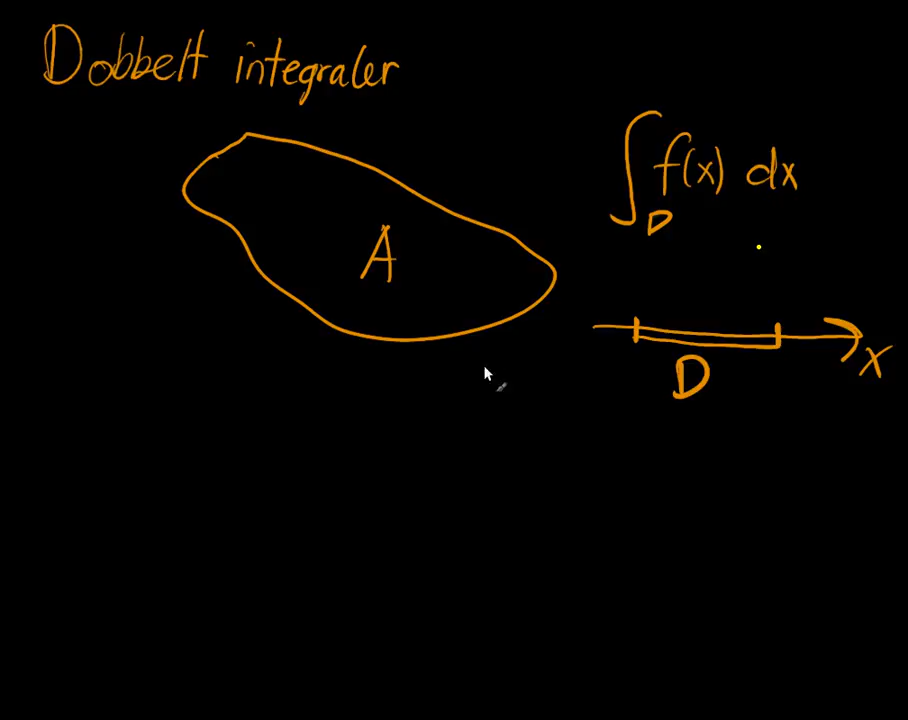 Dobbelt integraler
∫_D f(x) dx
A
D
x